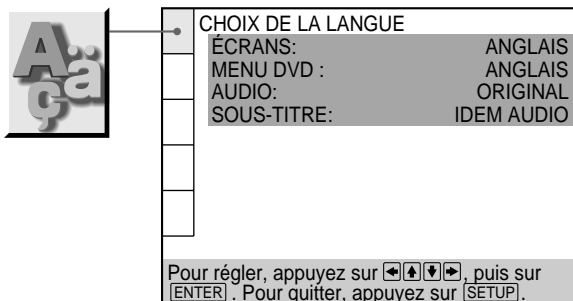 Aäç
CHOIX DE LA LANGUE
ÉCRANS: ANGLAIS
MENU DVD : ANGLAIS
AUDIO: ORIGINAL
SOUS-TITRE: IDEM AUDIO
Pour régler, appuyez sur ←↑↓→, puis sur
ENTER . Pour quitter, appuyez sur SETUP.